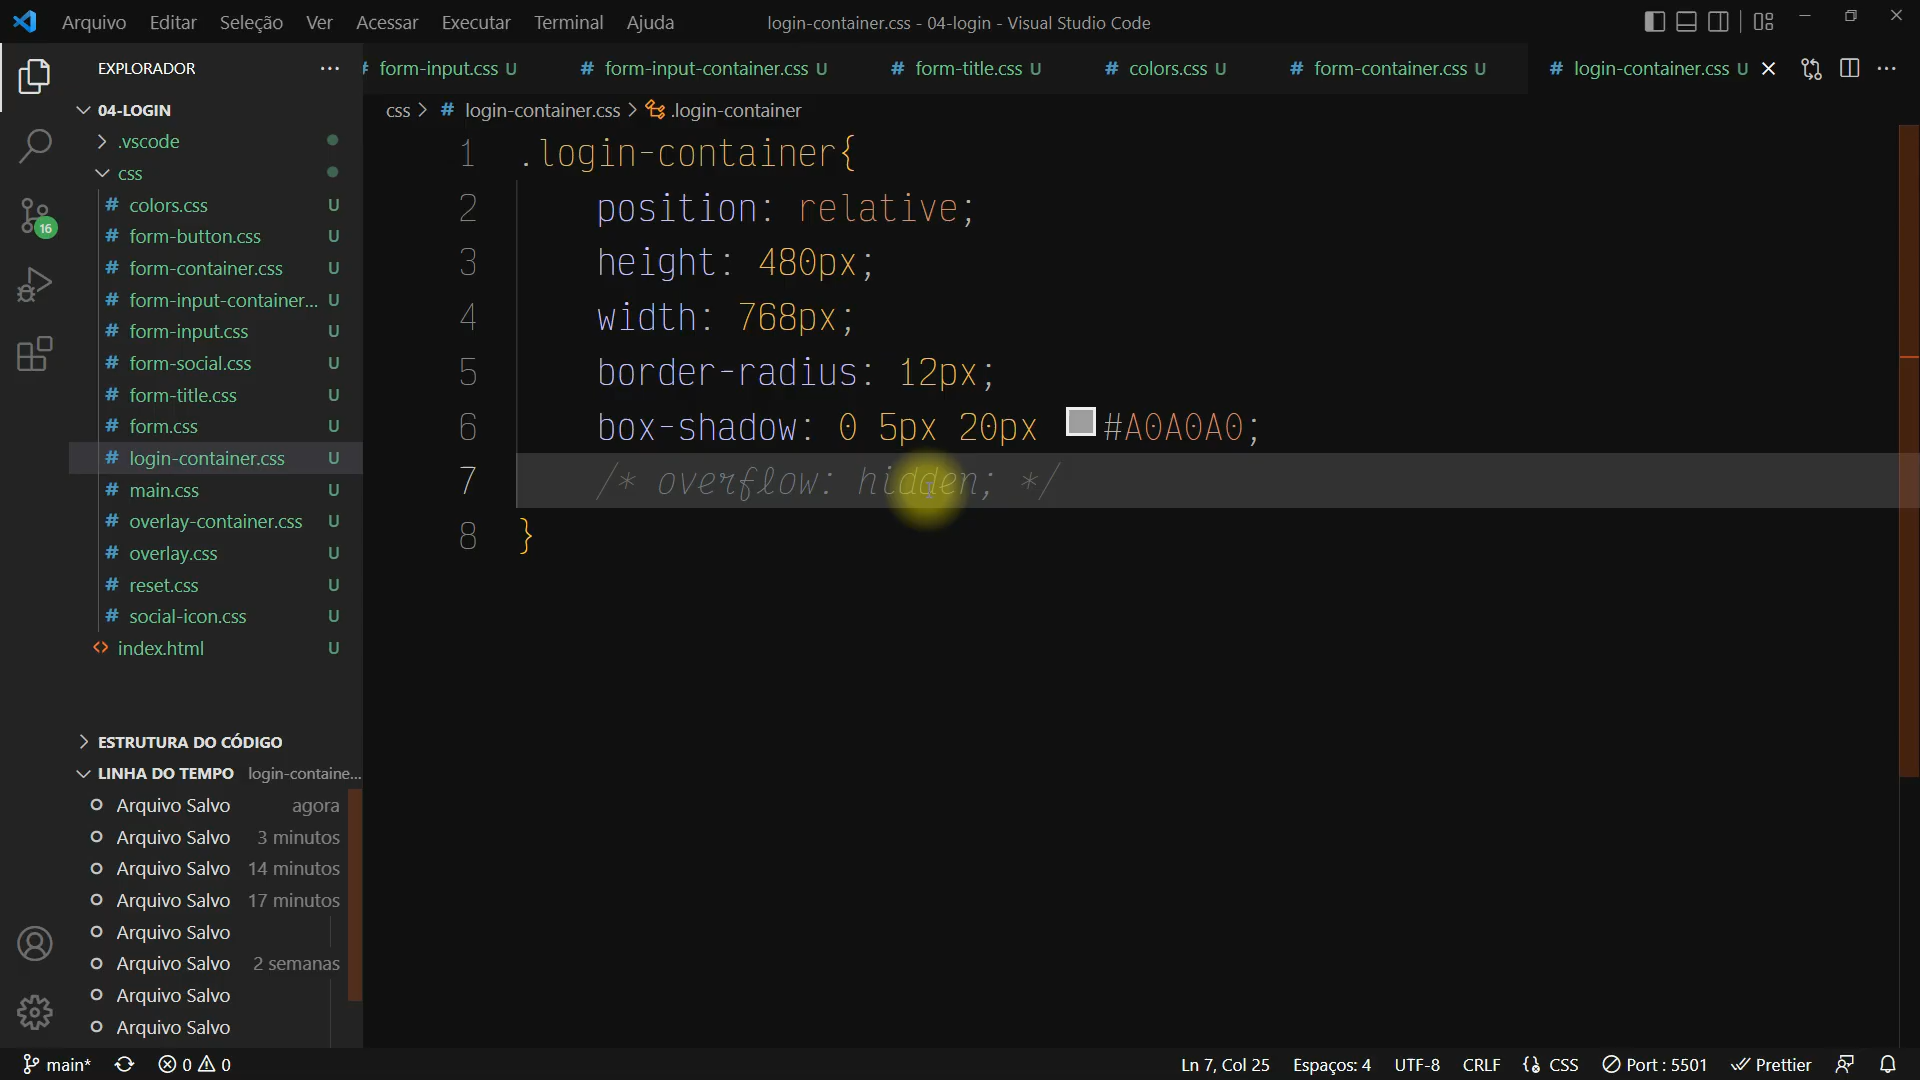 Arquivo Editar Seleção Ver Acessar Executar Terminal Ajuda login-container.css - 04-login - Visual Studio Code
EXPLORADOR
form-input.css U # form-input-container.css U # form-title.css U # colors.css U # form-container.css U # login-container.css U
04-LOGIN
css > # login-container.css > .login-container
.vscode
css
# colors.css U
# form-button.css U
# form-container.css U
# form-input-container... U
# form-input.css U
# form-social.css U
# form-title.css U
# form.css U
# login-container.css U
# main.css U
# overlay-container.css U
# overlay.css U
# reset.css U
# social-icon.css U
index.html U
16
1 .login-container{
2 position: relative;
3 height: 480px;
4 width: 768px;
5 border-radius: 12px;
6 box-shadow: 0 5px 20px #A0A0A0;
7 /* overflow: hidden; */
8 }
ESTRUTURA DO CÓDIGO
LINHA DO TEMPO login-containe...
Arquivo Salvo agora
Arquivo Salvo 3 minutos
Arquivo Salvo 14 minutos
Arquivo Salvo 17 minutos
Arquivo Salvo
Arquivo Salvo 2 semanas
Arquivo Salvo
Arquivo Salvo
main* 0 0 Ln 7, Col 25 Espaços: 4 UTF-8 CRLF CSS Port : 5501 Prettier